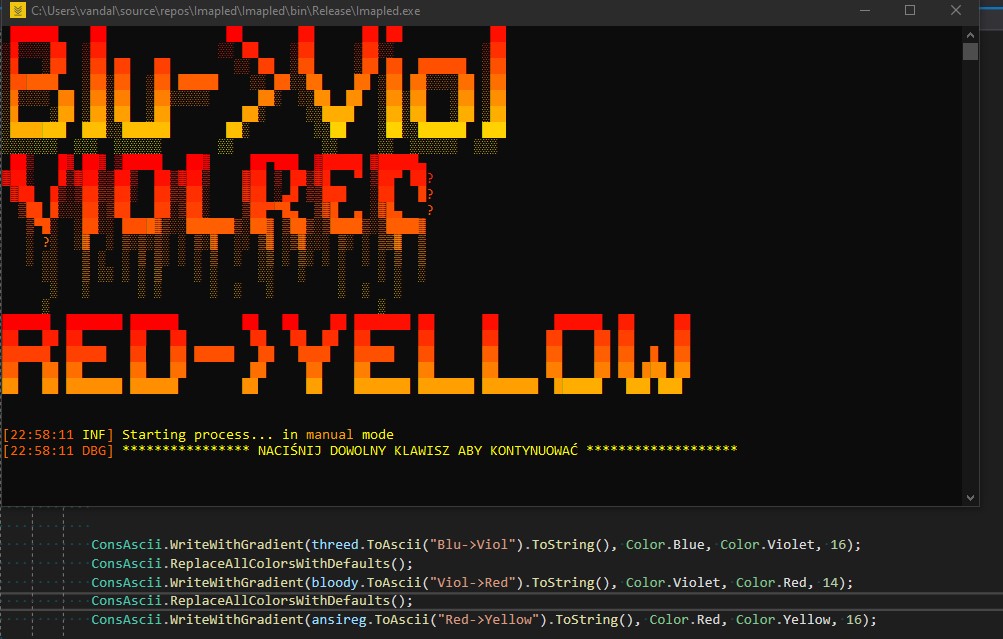 C:\Users\vandal\source\repos\Imapled\Imapled\bin\Release\Imapled.exe
Blu->Viol
VIOLRED
RED->YELLOW
[22:58:11 INF] Starting process... in manual mode
[22:58:11 DBG] **************** NACIŚNIJ DOWOLNY KLAWISZ ABY KONTYNUOWAĆ *******************
ConsAscii.WriteWithGradient(threed.ToAscii("Blu->Viol").ToString(), Color.Blue, Color.Violet, 16);
ConsAscii.ReplaceAllColorsWithDefaults();
ConsAscii.WriteWithGradient(bloody.ToAscii("Viol->Red").ToString(), Color.Violet, Color.Red, 14);
ConsAscii.ReplaceAllColorsWithDefaults();
ConsAscii.WriteWithGradient(ansireg.ToAscii("Red->Yellow").ToString(), Color.Red, Color.Yellow, 16);